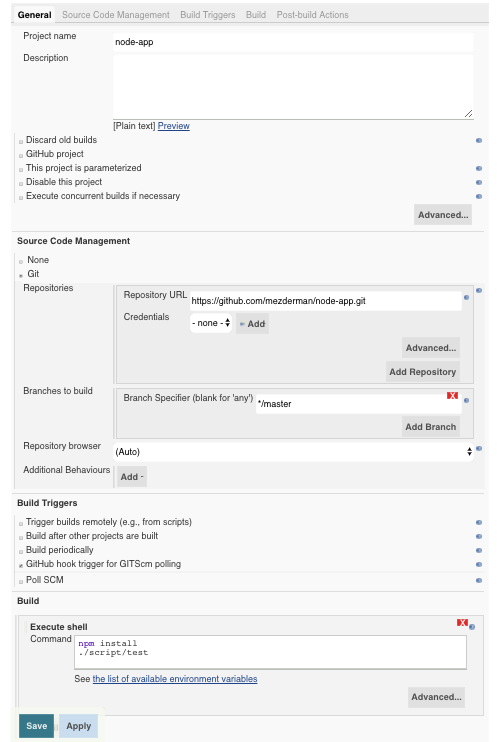 General Source Code Management Build Triggers Build Post-build Actions
Project name node-app
Description
[Plain text] Preview
Discard old builds
GitHub project
This project is parameterized
Disable this project
Execute concurrent builds if necessary
Advanced...
Source Code Management
None
Git
Repositories
Repository URL https://github.com/mezderman/node-app.git
Credentials - none - Add
Advanced...
Add Repository
Branches to build
Branch Specifier (blank for 'any') */master X
Add Branch
Repository browser (Auto)
Additional Behaviours Add
Build Triggers
Trigger builds remotely (e.g., from scripts)
Build after other projects are built
Build periodically
GitHub hook trigger for GITScm polling
Poll SCM
Build
Execute shell X
Command npm install
./script/test
See the list of available environment variables
Advanced...
Save Apply